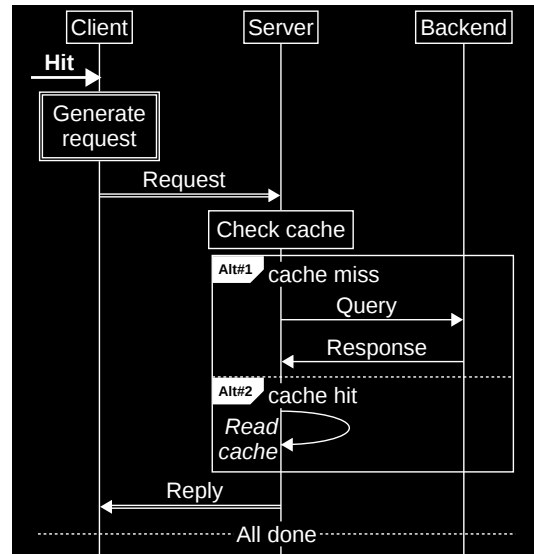 Client Server Backend
Hit
Generate
request
Request
Check cache
Alt#1 cache miss
Query
Response
Alt#2 cache hit
Read
cache
Reply
All done